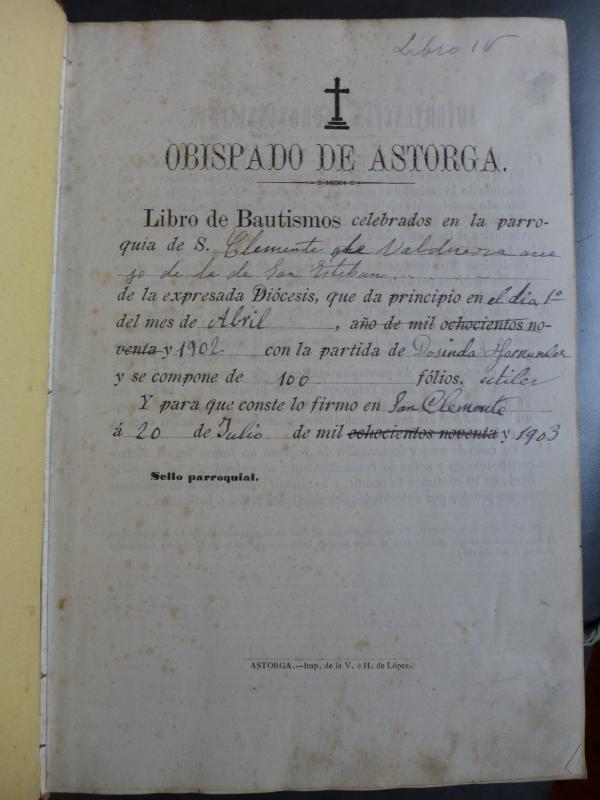 Libro IV
OBISPADO DE ASTORGA.
Libro de Bautismos celebrados en la parro-
quia de S. Clemente de Valdueza ane
jo de la de San Esteban
de la expresada Diócesis, que da principio en el dia 1º
del mes de Abril, año de mil ochocientos no-
venta y 1902 con la partida de Dosinda Hernandez
y se compone de 100 fólios. utiles
Y para que conste lo firmo en San Clemente
á 20 de Julio de mil ochocientos noventa y 1903
Sello parroquial.
ASTORGA.—Imp. de la V. é H. de López.